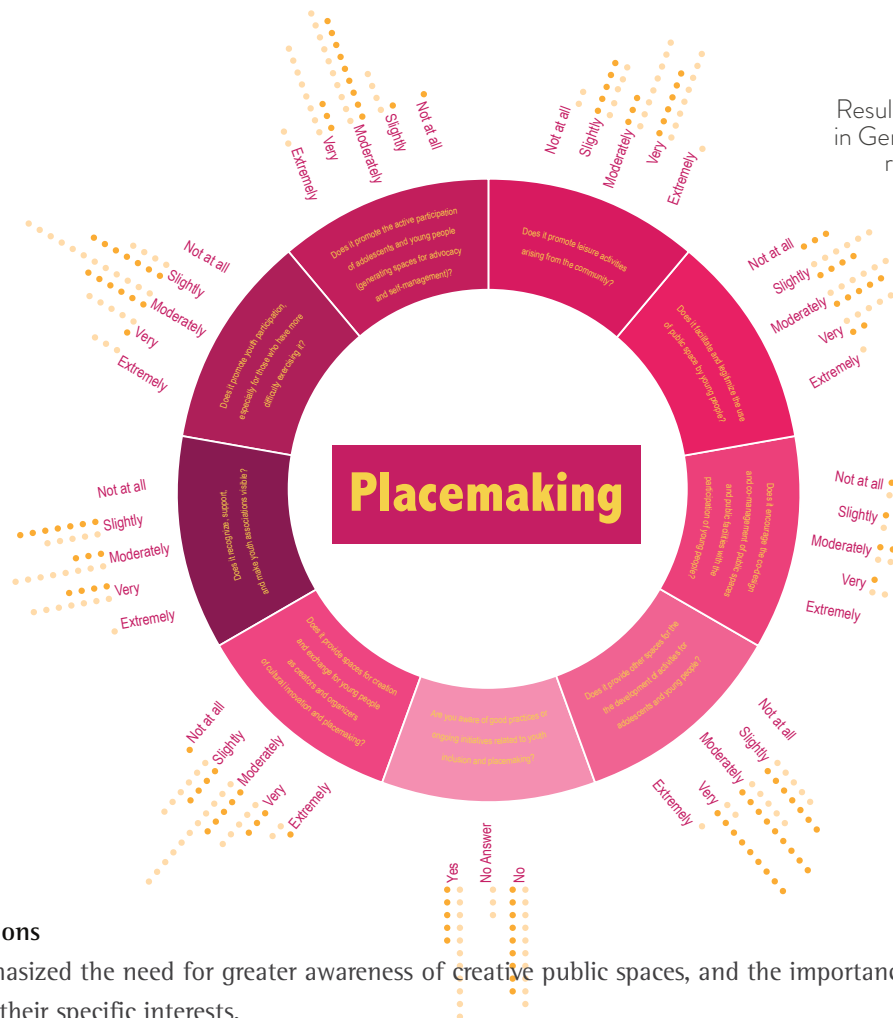 Resul
in Ger
r
Not at all
Slightly
Moderately
Very
Extremely
Does it promote leisure activities
arising from the community?
Not at all
Slightly
Moderately
Very
Extremely
Does it facilitate and legitimize the use
of public space by young people?
Not at all
Slightly
Moderately
Very
Extremely
Does it encourage the co-design
and co-management of public spaces
and public facilities with the
participation of young people?
Not at all
Slightly
Moderately
Very
Extremely
Does it provide other spaces for the
the development of activities for
adolescents and young people?
Yes
No Answer
No
Are you aware of good practices or
ongoing initiatives related to youth
inclusion and placemaking?
Not at all
Slightly
Moderately
Very
Extremely
Does it provide spaces for creation
and exchange for young people
as creators and organizers
of cultural innovation and placemaking?
Not at all
Slightly
Moderately
Very
Extremely
Does it recognize, support,
and make youth associations visible?
Not at all
Slightly
Moderately
Very
Extremely
Does it promote youth participation,
especially for those who have more
difficulty exercising it?
Extremely
Very
Moderately
Slightly
Not at all
Does it promote the active participation
of adolescents and young people
(generating spaces for advocacy
and self-management)?
Placemaking
ons
hasized the need for greater awareness of creative public spaces, and the importanc
their specific interests.